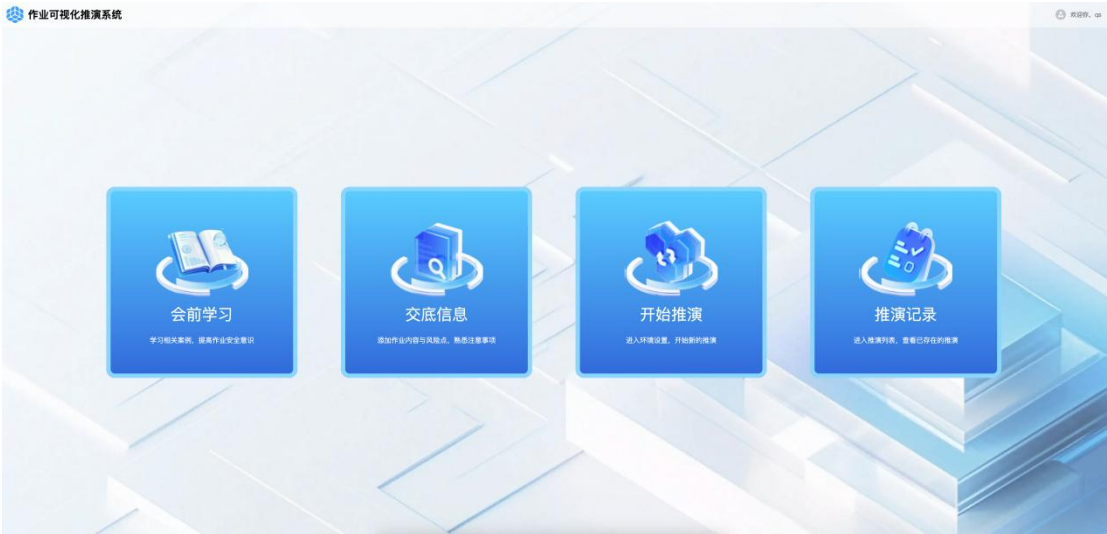 作业可视化推演系统
欢迎你，qs
会前学习
学习相关案例，提高作业安全意识
交底信息
添加作业内容与风险点，熟悉注意事项
开始推演
进入环境设置，开始新的推演
推演记录
进入推演列表，查看已存在的推演